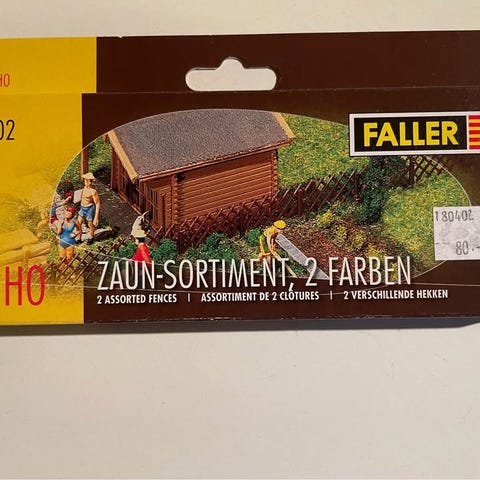 HO
02
FALLER
180402
80.-
HO
ZAUN-SORTIMENT, 2 FARBEN
2 ASSORTED FENCES | ASSORTIMENT DE 2 CLÔTURES | 2 VERSCHILLENDE HEKKEN